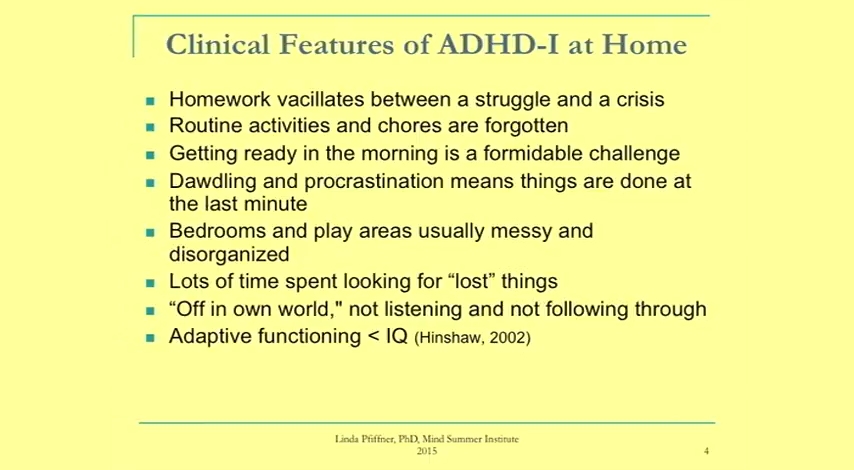 Clinical Features of ADHD-I at Home
■ Homework vacillates between a struggle and a crisis
■ Routine activities and chores are forgotten
■ Getting ready in the morning is a formidable challenge
■ Dawdling and procrastination means things are done at
the last minute
■ Bedrooms and play areas usually messy and
disorganized
■ Lots of time spent looking for “lost” things
■ “Off in own world," not listening and not following through
■ Adaptive functioning < IQ (Hinshaw, 2002)
Linda Pfiffner, PhD, Mind Summer Institute
2015
4